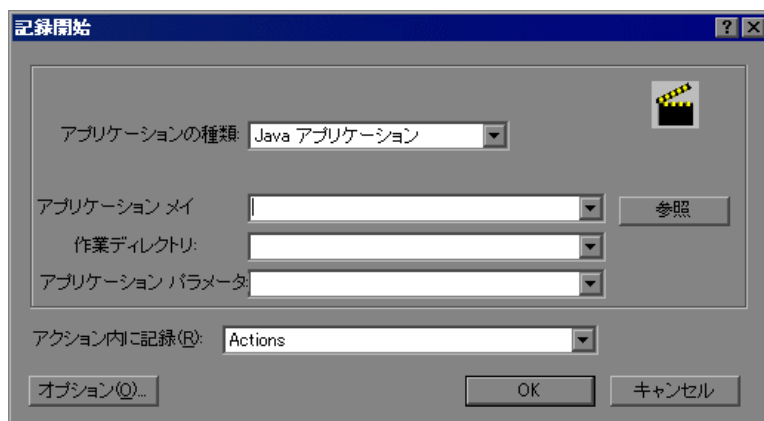 記録開始
アプリケーションの種類: Java アプリケーション
アプリケーション メイ 参照
作業ディレクトリ:
アプリケーション パラメータ:
アクション内に記録(R): Actions
オプション(O)... OK キャンセル